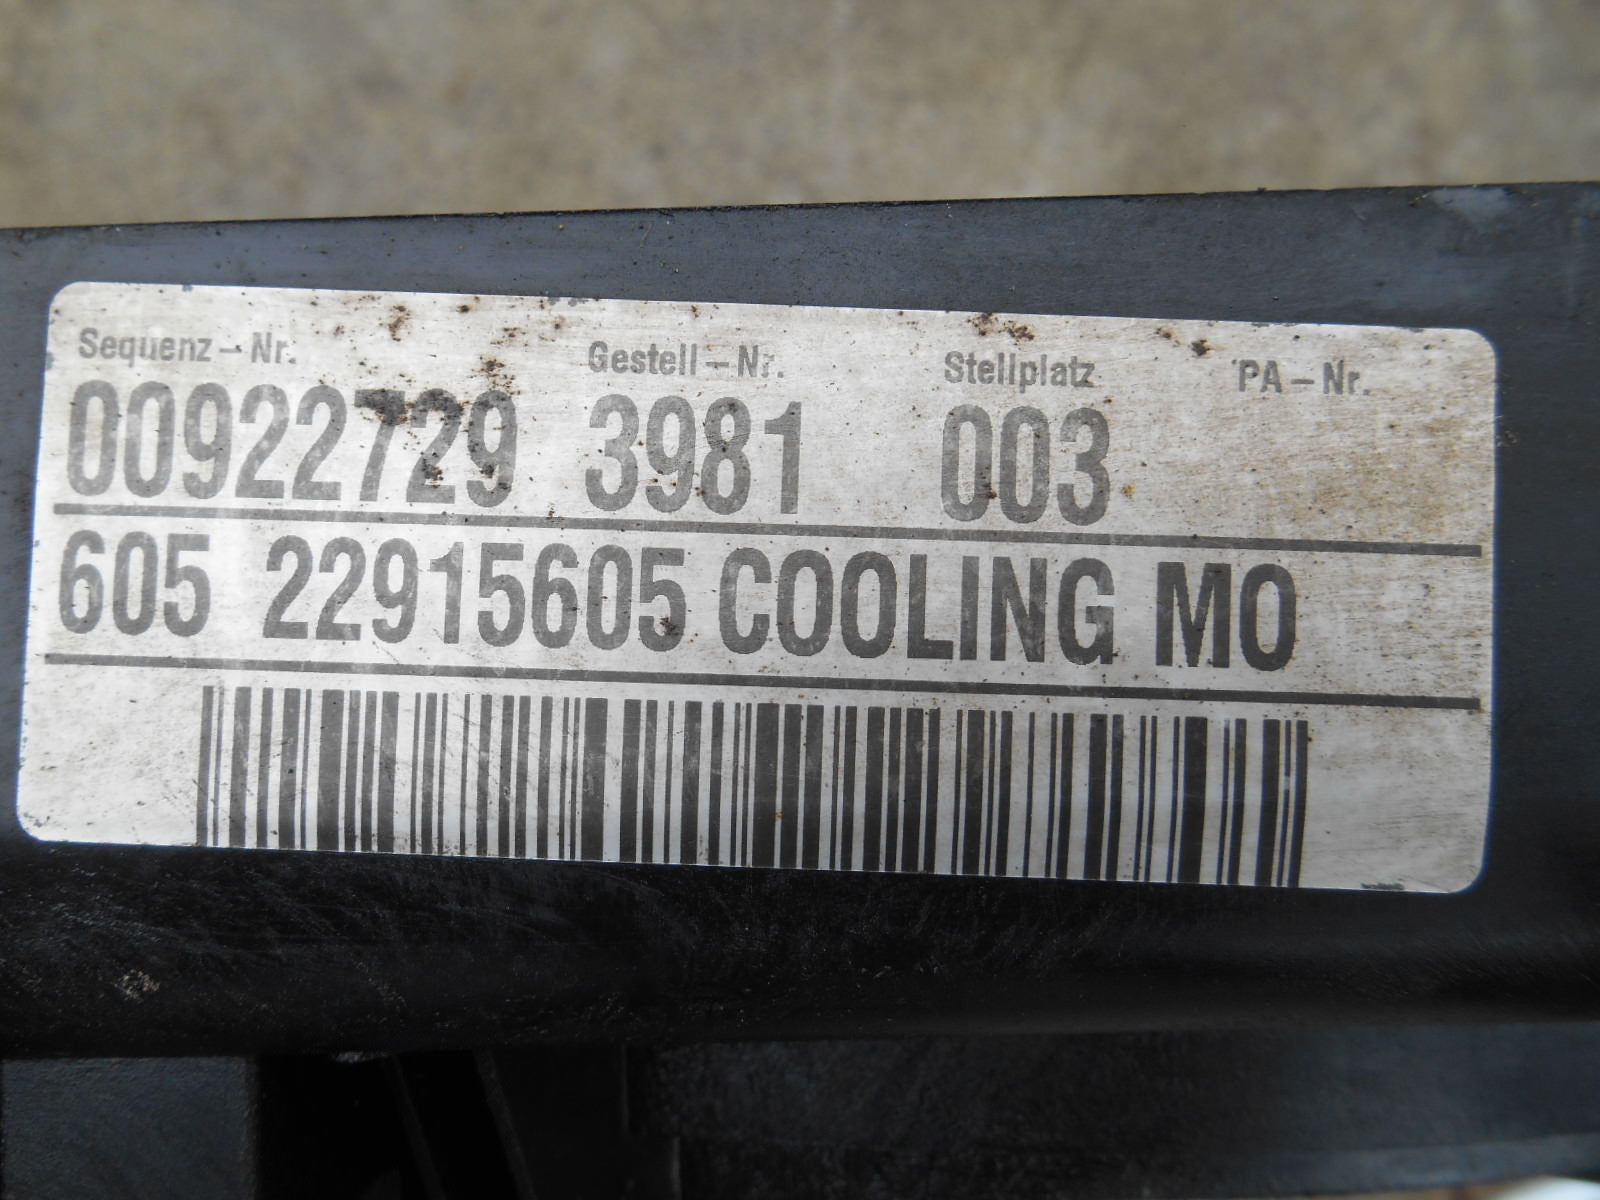 Sequenz-Nr. Gestell-Nr. Stellplatz PA-Nr.
00922729 3981 003
605 22915605 COOLING MO